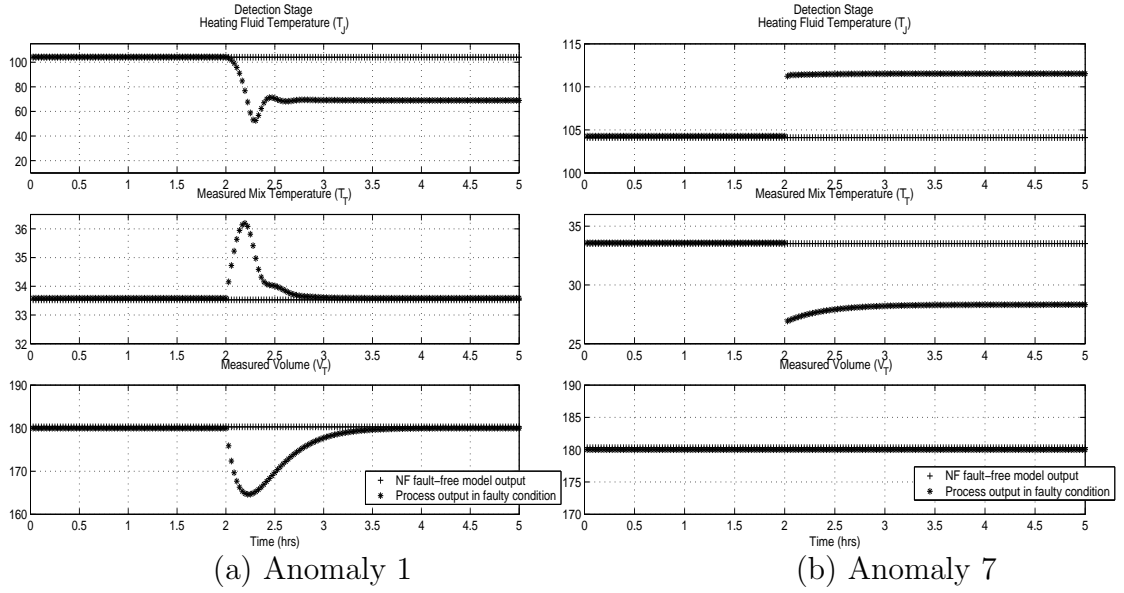 Detection Stage
Heating Fluid Temperature (T_J)
100
80
60
40
20
0 0.5 1 1.5 2 2.5 3 3.5 4 4.5 5
Measured Mix Temperature (T_T)
36
35
34
33
32
0 0.5 1 1.5 2 2.5 3 3.5 4 4.5 5
Measured Volume (V_T)
190
180
170
160
0 0.5 1 1.5 2 2.5 3 3.5 4 4.5 5
Time (hrs)
NF fault-free model output
Process output in faulty condition
(a) Anomaly 1
Detection Stage
Heating Fluid Temperature (T_J)
115
110
105
100
0 0.5 1 1.5 2 2.5 3 3.5 4 4.5 5
Measured Mix Temperature (T_T)
35
30
25
0 0.5 1 1.5 2 2.5 3 3.5 4 4.5 5
Measured Volume (V_T)
190
185
180
175
170
0 0.5 1 1.5 2 2.5 3 3.5 4 4.5 5
Time (hrs)
NF fault-free model output
Process output in faulty condition
(b) Anomaly 7